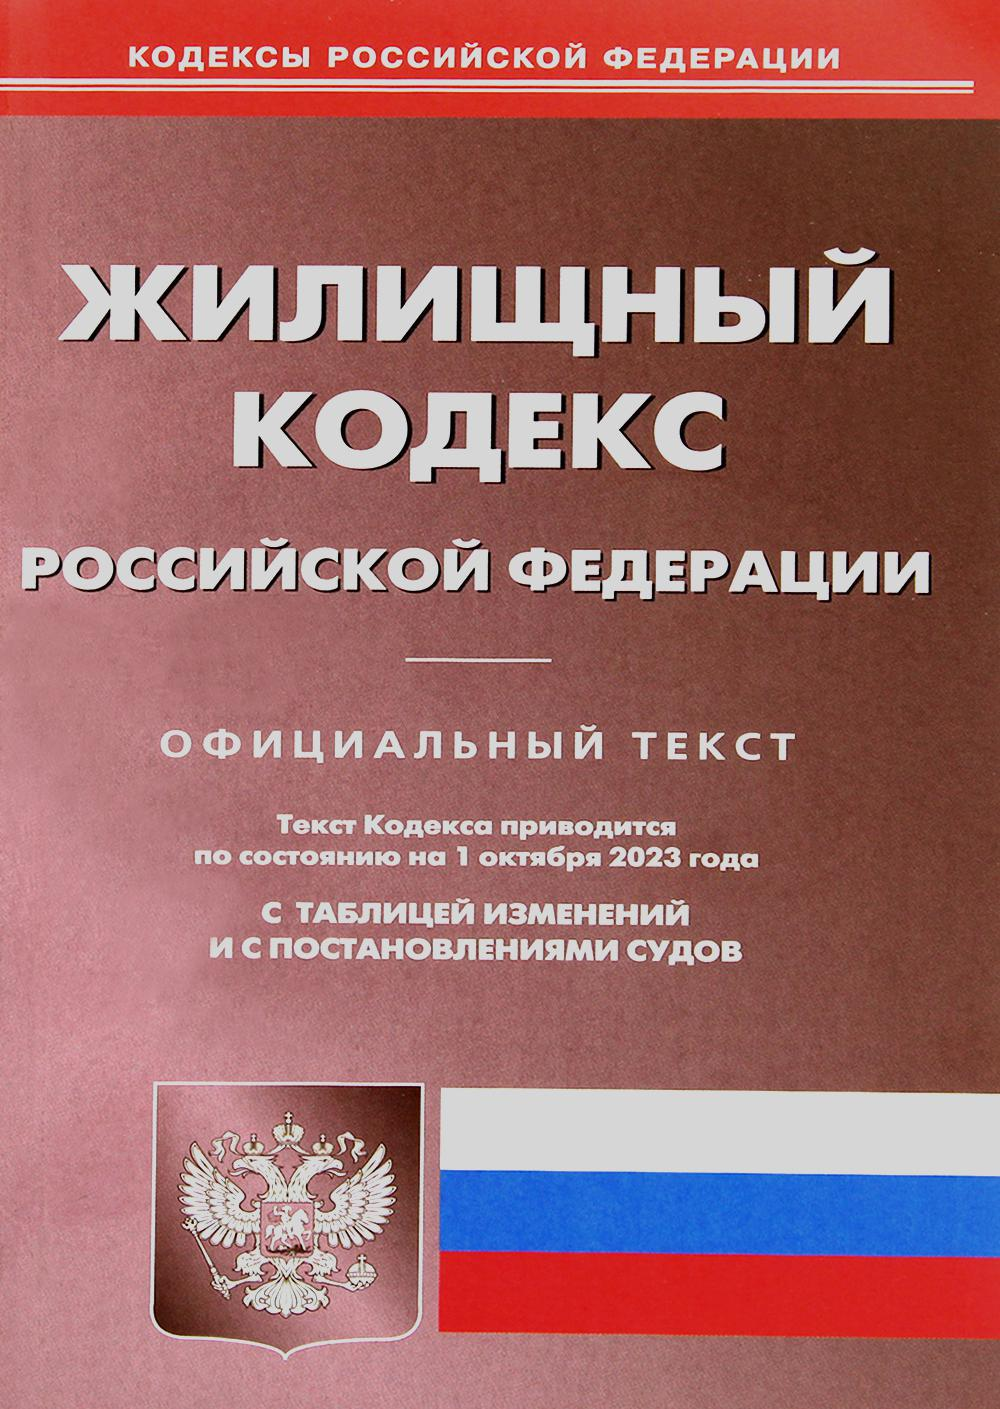 КОДЕКСЫ РОССИЙСКОЙ ФЕДЕРАЦИИ
ЖИЛИЩНЫЙ
КОДЕКС
РОССИЙСКОЙ ФЕДЕРАЦИИ
ОФИЦИАЛЬНЫЙ ТЕКСТ
Текст Кодекса приводится
по состоянию на 1 октября 2023 года
С ТАБЛИЦЕЙ ИЗМЕНЕНИЙ
И С ПОСТАНОВЛЕНИЯМИ СУДОВ